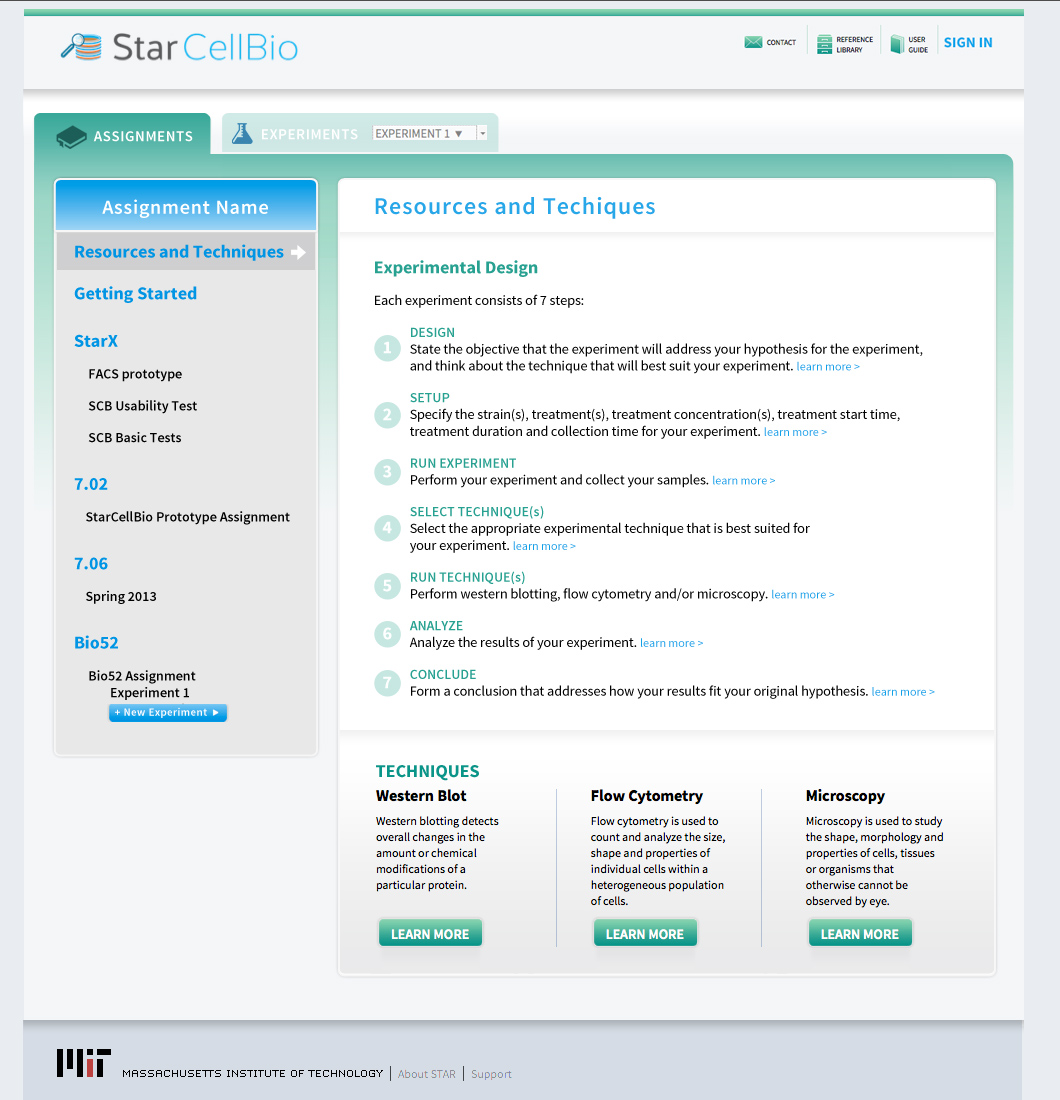 StarCellBio
CONTACT
REFERENCE
LIBRARY
USER
GUIDE
SIGN IN
ASSIGNMENTS
EXPERIMENTS
EXPERIMENT 1 ▼
Assignment Name
Resources and Techniques
Getting Started
StarX
FACS prototype
SCB Usability Test
SCB Basic Tests
7.02
StarCellBio Prototype Assignment
7.06
Spring 2013
Bio52
Bio52 Assignment
Experiment 1
+ New Experiment ►
Resources and Techiques
Experimental Design
Each experiment consists of 7 steps:
1
DESIGN
State the objective that the experiment will address your hypothesis for the experiment,
and think about the technique that will best suit your experiment. learn more >
2
SETUP
Specify the strain(s), treatment(s), treatment concentration(s), treatment start time,
treatment duration and collection time for your experiment. learn more >
3
RUN EXPERIMENT
Perform your experiment and collect your samples. learn more >
4
SELECT TECHNIQUE(s)
Select the appropriate experimental technique that is best suited for
your experiment. learn more >
5
RUN TECHNIQUE(s)
Perform western blotting, flow cytometry and/or microscopy. learn more >
6
ANALYZE
Analyze the results of your experiment. learn more >
7
CONCLUDE
Form a conclusion that addresses how your results fit your original hypothesis. learn more >
TECHNIQUES
Western Blot
Western blotting detects
overall changes in the
amount or chemical
modifications of a
particular protein.
LEARN MORE
Flow Cytometry
Flow cytometry is used to
count and analyze the size,
shape and properties of
individual cells within a
heterogeneous population
of cells.
LEARN MORE
Microscopy
Microscopy is used to study
the shape, morphology and
properties of cells, tissues
or organisms that
otherwise cannot be
observed by eye.
LEARN MORE
MIT
MASSACHUSETTS INSTITUTE OF TECHNOLOGY | About STAR | Support